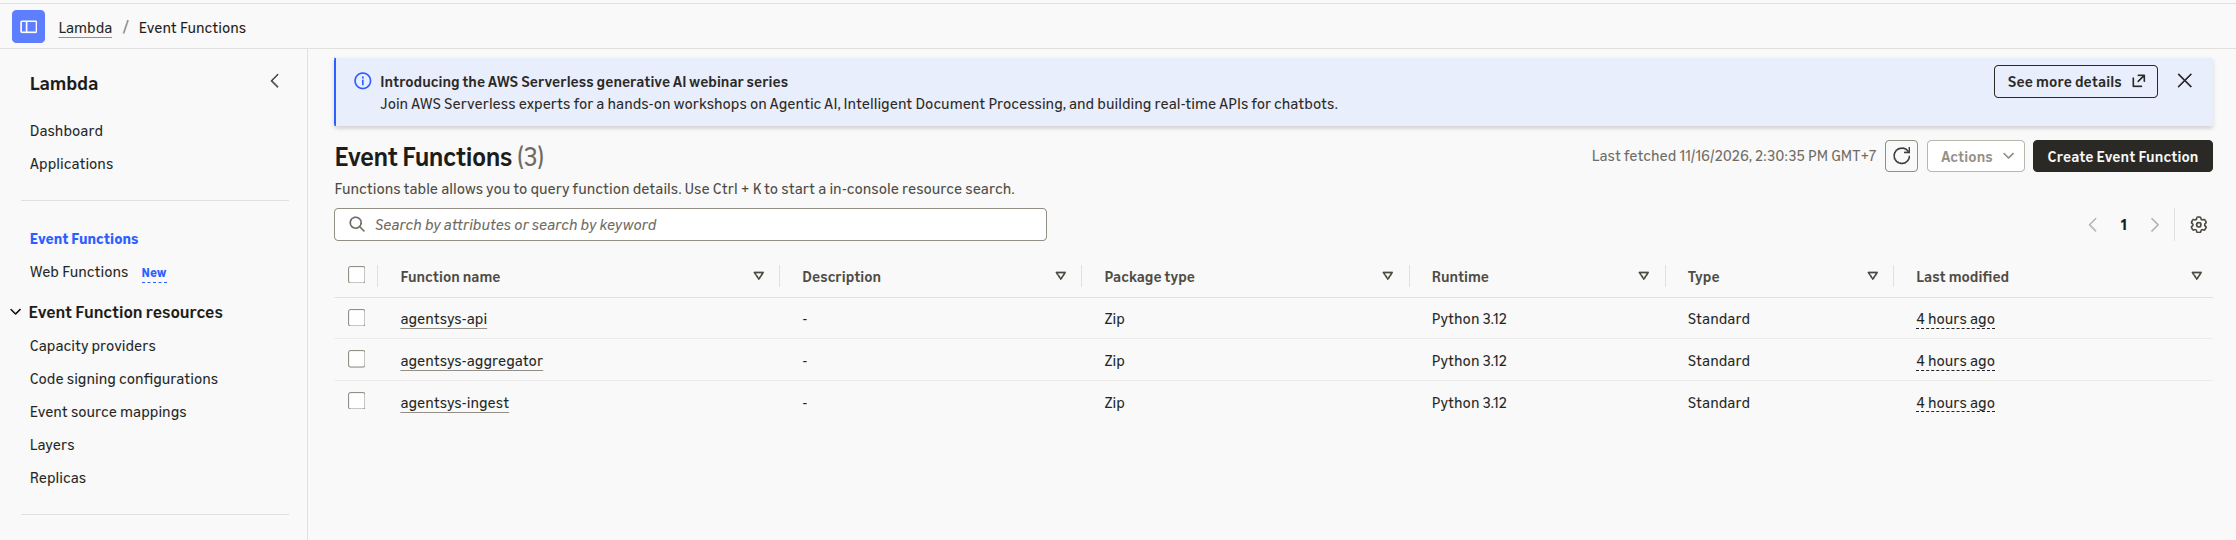 Lambda / Event Functions
Lambda
Dashboard
Applications
Event Functions
Web Functions New
Event Function resources
Capacity providers
Code signing configurations
Event source mappings
Layers
Replicas
Introducing the AWS Serverless generative AI webinar series
Join AWS Serverless experts for a hands-on workshops on Agentic AI, Intelligent Document Processing, and building real-time APIs for chatbots.
See more details
Event Functions (3)
Last fetched 11/16/2026, 2:30:35 PM GMT+7
Actions
Create Event Function
Functions table allows you to query function details. Use Ctrl + K to start a in-console resource search.
Search by attributes or search by keyword
1
Function name Description Package type Runtime Type Last modified
agentsys-api - Zip Python 3.12 Standard 4 hours ago
agentsys-aggregator - Zip Python 3.12 Standard 4 hours ago
agentsys-ingest - Zip Python 3.12 Standard 4 hours ago